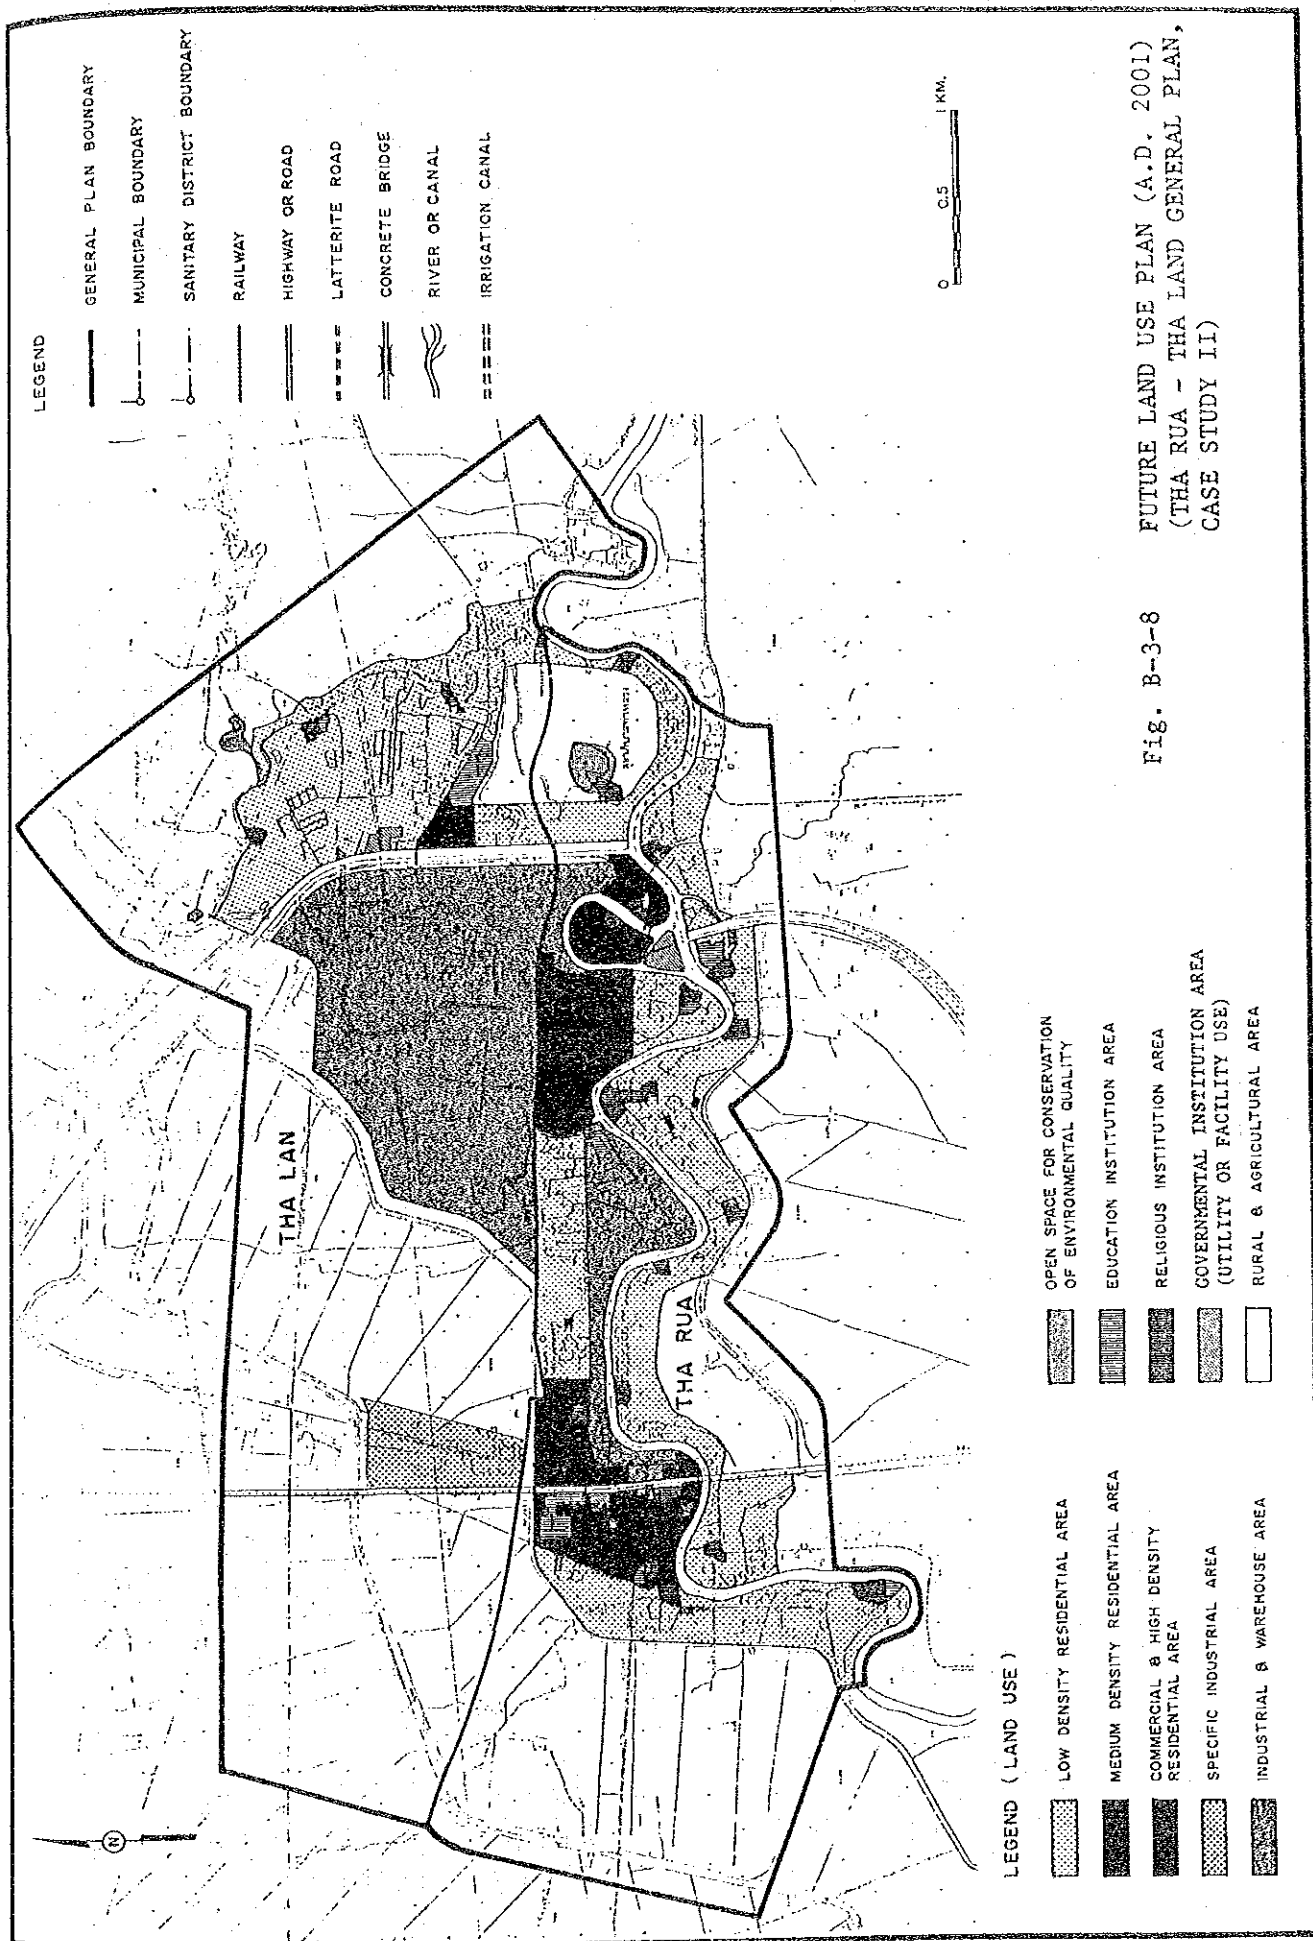 LEGEND
GENERAL PLAN BOUNDARY
MUNICIPAL BOUNDARY
SANITARY DISTRICT BOUNDARY
RAILWAY
HIGHWAY OR ROAD
LATTERITE ROAD
CONCRETE BRIDGE
RIVER OR CANAL
IRRIGATION CANAL
N
THA LAN
THA RUA
0 0.5 1 KM.
LEGEND ( LAND USE )
LOW DENSITY RESIDENTIAL AREA
MEDIUM DENSITY RESIDENTIAL AREA
COMMERCIAL & HIGH DENSITY
RESIDENTIAL AREA
SPECIFIC INDUSTRIAL AREA
INDUSTRIAL & WAREHOUSE AREA
OPEN SPACE FOR CONSERVATION
OF ENVIRONMENTAL QUALITY
EDUCATION INSTITUTION AREA
RELIGIOUS INSTITUTION AREA
GOVERNMENTAL INSTITUTION AREA
(UTILITY OR FACILITY USE)
RURAL & AGRICULTURAL AREA
Fig. B-3-8 FUTURE LAND USE PLAN (A.D. 2001)
(THA RUA - THA LAND GENERAL PLAN,
CASE STUDY II)